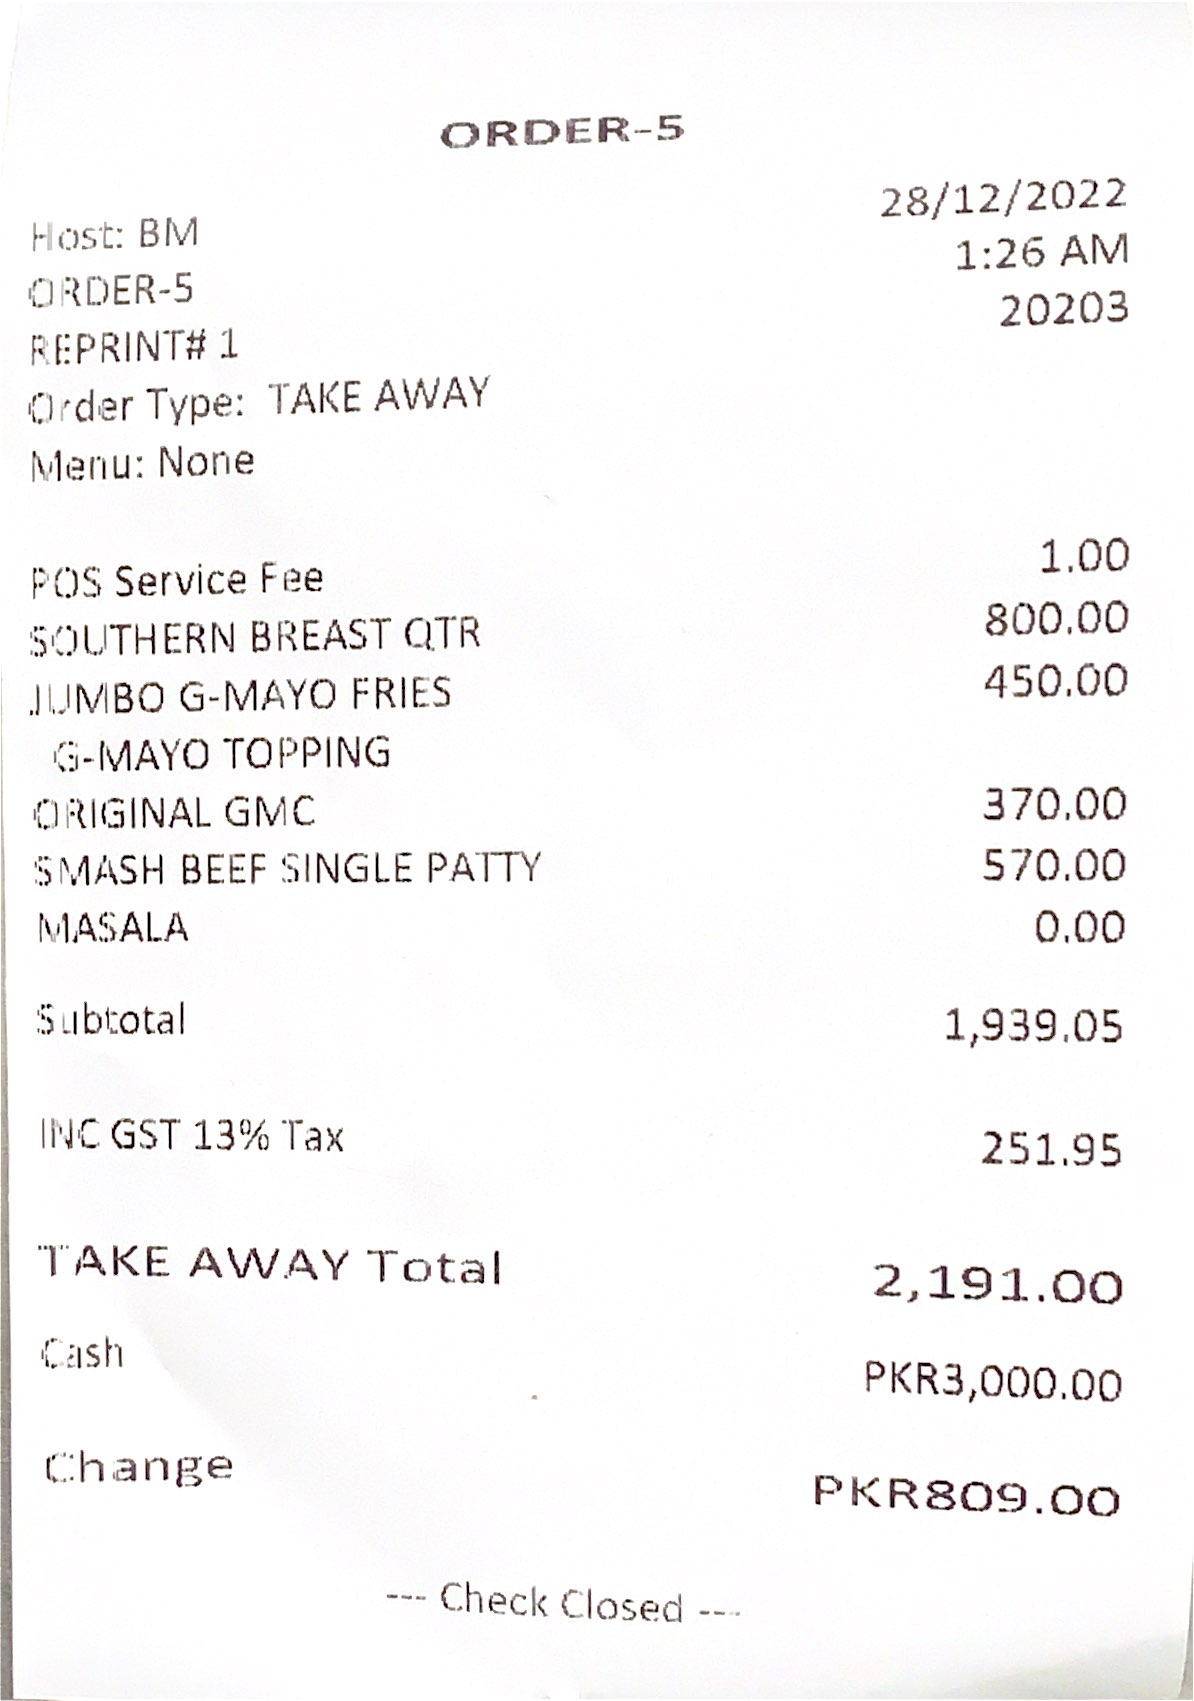 ORDER-5
28/12/2022
Host: BM
1:26 AM
ORDER-5
20203
REPRINT# 1
Order Type: TAKE AWAY
Menu: None
POS Service Fee 1.00
SOUTHERN BREAST QTR 800.00
JUMBO G-MAYO FRIES 450.00
G-MAYO TOPPING
ORIGINAL GMC 370.00
SMASH BEEF SINGLE PATTY 570.00
MASALA 0.00
Subtotal 1,939.05
INC GST 13% Tax 251.95
TAKE AWAY Total 2,191.00
Cash PKR3,000.00
Change PKR809.00
--- Check Closed ---